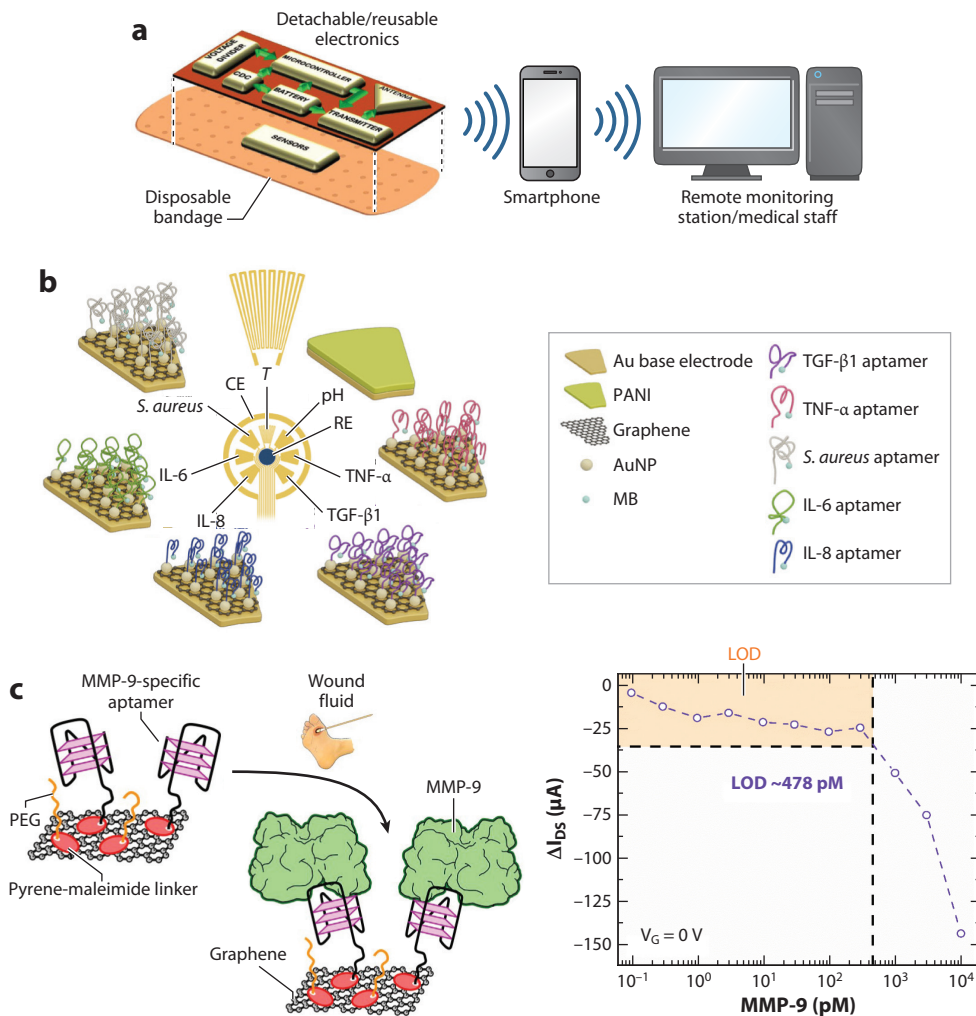 a
Detachable/reusable
electronics
VOLTAGE
DIVIDER
MICROCONTROLLER
CDC
BATTERY
ANTENNA
TRANSMITTER
SENSORS
Disposable
bandage
Smartphone
Remote monitoring
station/medical staff
b
T
CE
pH
S. aureus
RE
IL-6
TNF-α
IL-8
TGF-β1
Au base electrode
PANI
Graphene
AuNP
MB
TGF-β1 aptamer
TNF-α aptamer
S. aureus aptamer
IL-6 aptamer
IL-8 aptamer
c
MMP-9-specific
aptamer
Wound
fluid
PEG
MMP-9
Pyrene-maleimide linker
Graphene
LOD
0
−25
−50
−75
−100
−125
−150
ΔI_DS (μA)
LOD ~478 pM
V_G = 0 V
10⁻¹
10⁰
10¹
10²
10³
10⁴
MMP-9 (pM)